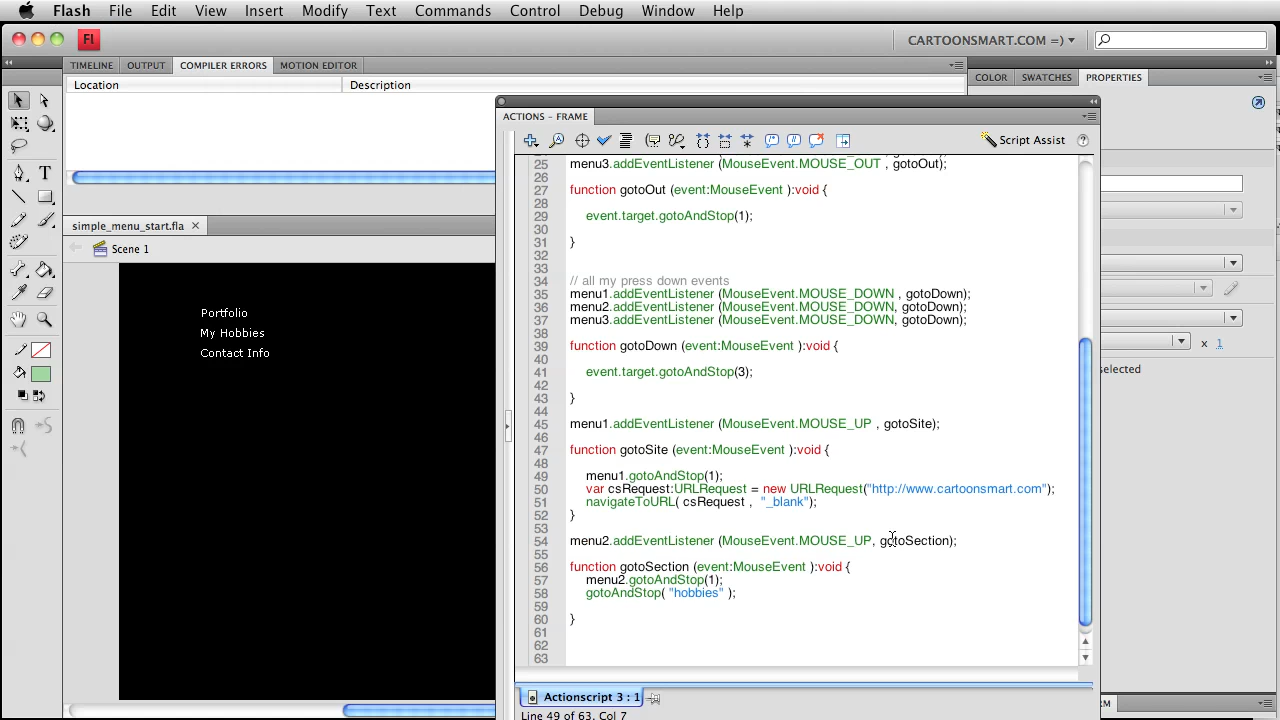 Flash File Edit View Insert Modify Text Commands Control Debug Window Help
Fl CARTOONSMART.COM =)
TIMELINE OUTPUT COMPILER ERRORS MOTION EDITOR COLOR SWATCHES PROPERTIES
Location Description
ACTIONS - FRAME
Script Assist
simple_menu_start.fla
Scene 1
Portfolio
My Hobbies
Contact Info
25 menu3.addEventListener (MouseEvent.MOUSE_OUT , gotoOut);
26
27 function gotoOut (event:MouseEvent ):void {
28
29 event.target.gotoAndStop(1);
30
31 }
32
33
34 // all my press down events
35 menu1.addEventListener (MouseEvent.MOUSE_DOWN , gotoDown);
36 menu2.addEventListener (MouseEvent.MOUSE_DOWN, gotoDown);
37 menu3.addEventListener (MouseEvent.MOUSE_DOWN, gotoDown);
38
39 function gotoDown (event:MouseEvent ):void {
40
41 event.target.gotoAndStop(3);
42
43 }
44
45 menu1.addEventListener (MouseEvent.MOUSE_UP , gotoSite);
46
47 function gotoSite (event:MouseEvent ):void {
48
49 menu1.gotoAndStop(1);
50 var csRequest:URLRequest = new URLRequest("http://www.cartoonsmart.com");
51 navigateToURL( csRequest , "_blank");
52 }
53
54 menu2.addEventListener (MouseEvent.MOUSE_UP, gotoSection);
55
56 function gotoSection (event:MouseEvent ):void {
57 menu2.gotoAndStop(1);
58 gotoAndStop( "hobbies" );
59
60 }
61
62
63
x 1
Actionscript 3 : 1
Line 49 of 63, Col 7